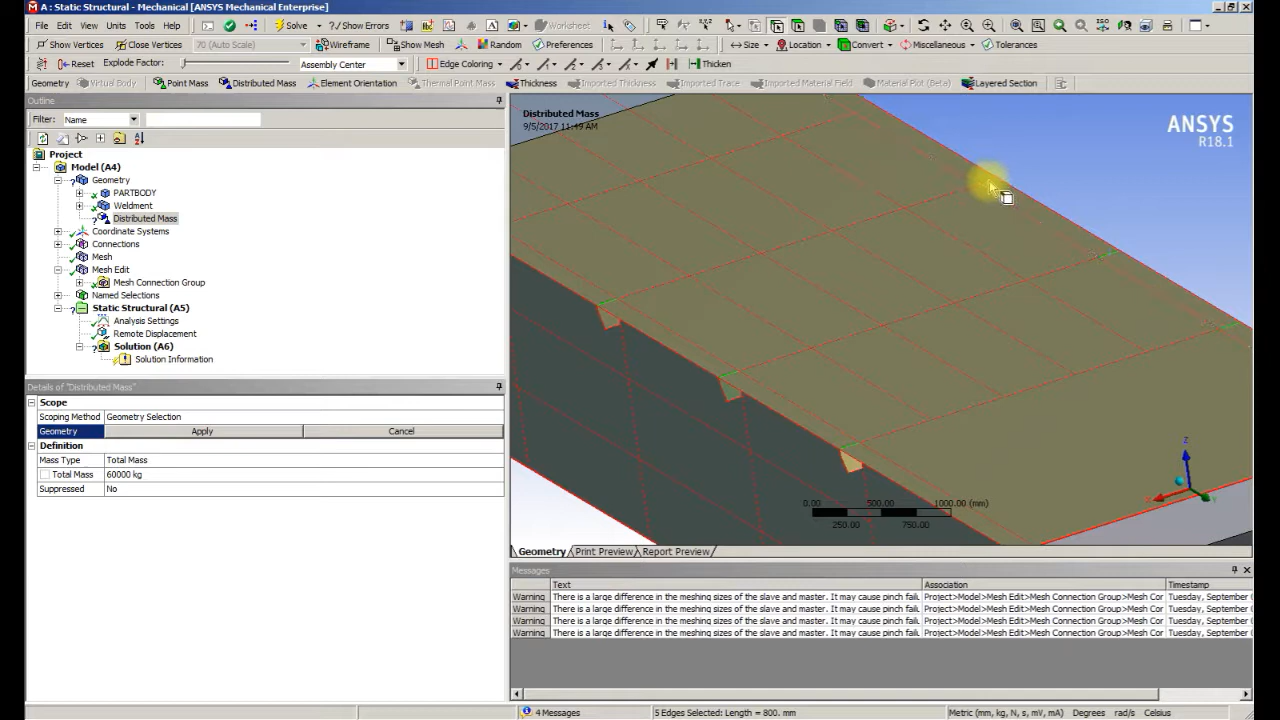 A : Static Structural - Mechanical [ANSYS Mechanical Enterprise]
File Edit View Units Tools Help Solve ?/Show Errors Worksheet
Show Vertices Close Vertices 70 (Auto Scale) Wireframe Show Mesh Random Preferences Size Location Convert Miscellaneous Tolerances
Reset Explode Factor: Assembly Center Edge Coloring Thicken
Geometry Virtual Body Point Mass Distributed Mass Element Orientation Thermal Point Mass Thickness Imported Thickness Imported Trace Imported Material Field Material Plot (Beta) Layered Section
Outline
Filter: Name
Project
Model (A4)
Geometry
PARTBODY
Weldment
Distributed Mass
Coordinate Systems
Connections
Mesh
Mesh Edit
Mesh Connection Group
Named Selections
Static Structural (A5)
Analysis Settings
Remote Displacement
Solution (A6)
Solution Information
Details of "Distributed Mass"
Scope
Scoping Method Geometry Selection
Geometry Apply Cancel
Definition
Mass Type Total Mass
Total Mass 60000 kg
Suppressed No
Distributed Mass
9/5/2017 11:49 AM
ANSYS
R18.1
0.00 500.00 1000.00 (mm)
250.00 750.00
Z
Geometry Print Preview Report Preview
Messages
Text Association Timestamp
Warning There is a large difference in the meshing sizes of the slave and master. It may cause pinch fail. Project>Model>Mesh Edit>Mesh Connection Group>Mesh Cor Tuesday, September
Warning There is a large difference in the meshing sizes of the slave and master. It may cause pinch fail. Project>Model>Mesh Edit>Mesh Connection Group>Mesh Cor Tuesday, September
Warning There is a large difference in the meshing sizes of the slave and master. It may cause pinch fail. Project>Model>Mesh Edit>Mesh Connection Group>Mesh Cor Tuesday, September
Warning There is a large difference in the meshing sizes of the slave and master. It may cause pinch fail. Project>Model>Mesh Edit>Mesh Connection Group>Mesh Cor Tuesday, September
4 Messages 5 Edges Selected: Length = 800. mm Metric (mm, kg, N, s, mV, mA) Degrees rad/s Celsius